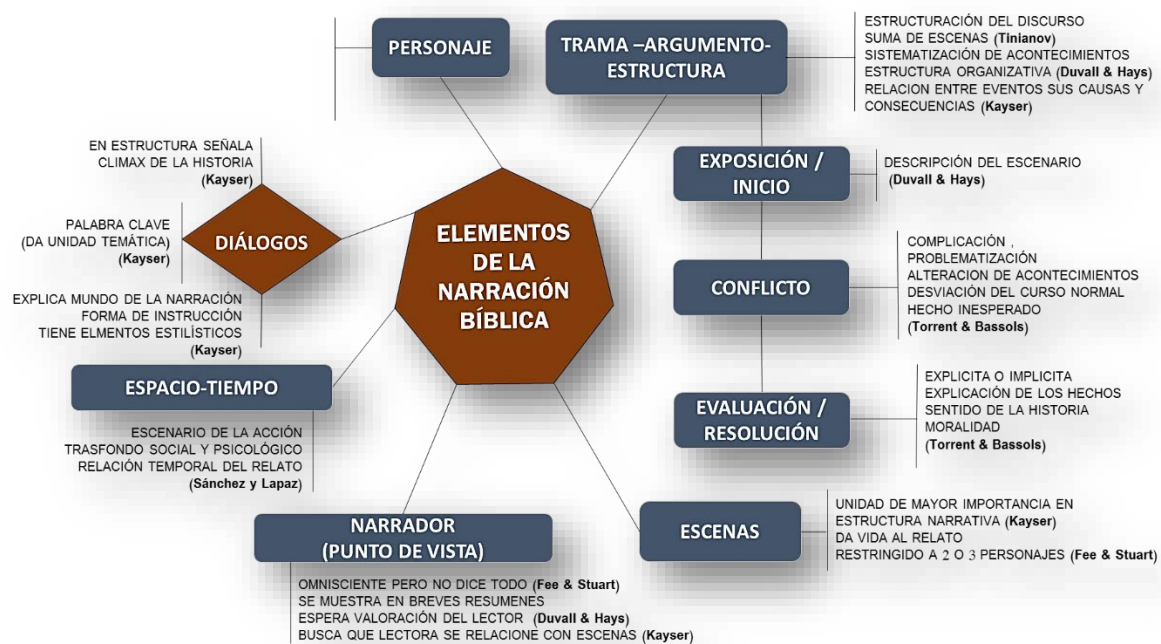 PERSONAJE
TRAMA –ARGUMENTO-
ESTRUCTURA
ESTRUCTURACIÓN DEL DISCURSO
SUMA DE ESCENAS (Tinianov)
SISTEMATIZACIÓN DE ACONTECIMIENTOS
ESTRUCTURA ORGANIZATIVA (Duvall & Hays)
RELACION ENTRE EVENTOS SUS CAUSAS Y
CONSECUENCIAS (Kayser)
EXPOSICIÓN /
INICIO
DESCRIPCIÓN DEL ESCENARIO
(Duvall & Hays)
CONFLICTO
COMPLICACIÓN ,
PROBLEMATIZACIÓN
ALTERACION DE ACONTECIMIENTOS
DESVIACIÓN DEL CURSO NORMAL
HECHO INESPERADO
(Torrent & Bassols)
EVALUACIÓN /
RESOLUCIÓN
EXPLICITA O IMPLICITA
EXPLICACIÓN DE LOS HECHOS
SENTIDO DE LA HISTORIA
MORALIDAD
(Torrent & Bassols)
ELEMENTOS
DE LA
NARRACIÓN
BÍBLICA
EN ESTRUCTURA SEÑALA
CLIMAX DE LA HISTORIA
(Kayser)
PALABRA CLAVE
(DA UNIDAD TEMÁTICA)
(Kayser)
DIÁLOGOS
EXPLICA MUNDO DE LA NARRACIÓN
FORMA DE INSTRUCCIÓN
TIENE ELMENTOS ESTILÍSTICOS
(Kayser)
ESPACIO-TIEMPO
ESCENARIO DE LA ACCIÓN
TRASFONDO SOCIAL Y PSICOLÓGICO
RELACIÓN TEMPORAL DEL RELATO
(Sánchez y Lapaz)
NARRADOR
(PUNTO DE VISTA)
OMNISCIENTE PERO NO DICE TODO (Fee & Stuart)
SE MUESTRA EN BREVES RESUMENES
ESPERA VALORACIÓN DEL LECTOR (Duvall & Hays)
BUSCA QUE LECTORA SE RELACIONE CON ESCENAS (Kayser)
ESCENAS
UNIDAD DE MAYOR IMPORTANCIA EN
ESTRUCTURA NARRATIVA (Kayser)
DA VIDA AL RELATO
RESTRINGIDO A 2 O 3 PERSONAJES (Fee & Stuart)